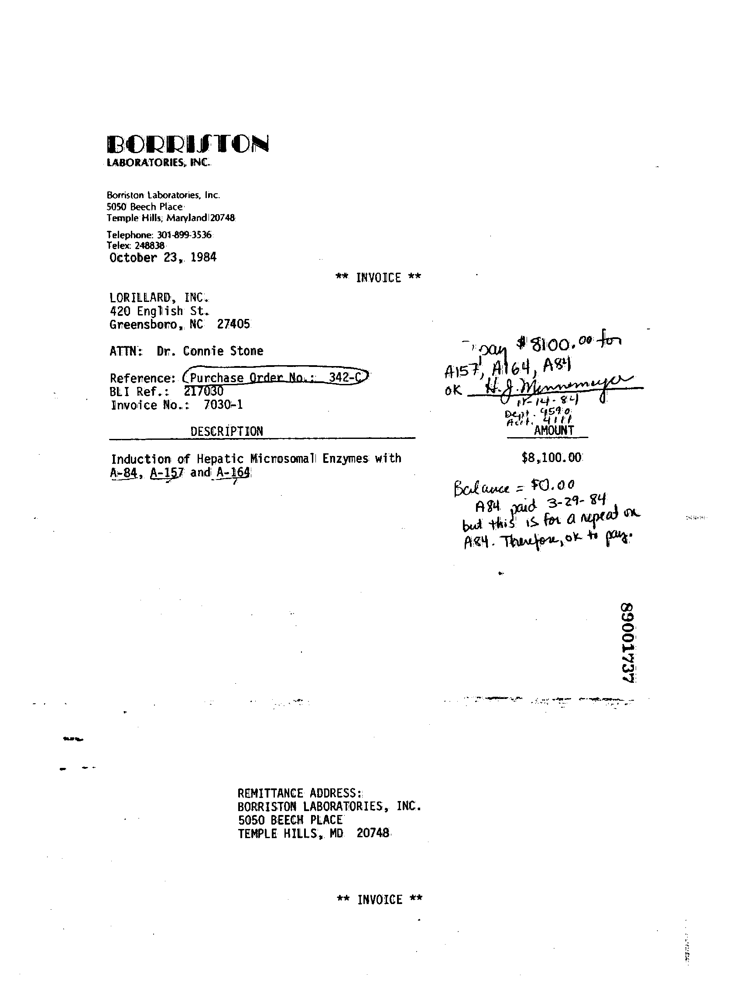 BORRISTON
LABORATORIES, INC.
Borriston Laboratories, Inc.
5050 Beech Place
Temple Hills, Maryland 20748
Telephone: 301-899-3536
Telex: 248838
October 23, 1984
** INVOICE **
LORILLARD, INC.
420 English St.
Greensboro, NC 27405
ATTN: Dr. Connie Stone
Reference: Purchase Order No.: 342-C
BLI Ref.: 217030
Invoice No.: 7030-1
pay $8100.00 for
A157, A164, A84
OK H. J. Minnemeyer
14-84
Dept. 4590
Acct. 4111
DESCRIPTION
AMOUNT
Induction of Hepatic Microsomal Enzymes with
A-84, A-157 and A-164
$8,100.00
Balance = $0.00
A84 paid 3-29-84
but this is for a repeat on
A84. Therefore, ok to pay.
89001737
REMITTANCE ADDRESS:
BORRISTON LABORATORIES, INC.
5050 BEECH PLACE
TEMPLE HILLS, MD 20748
** INVOICE **